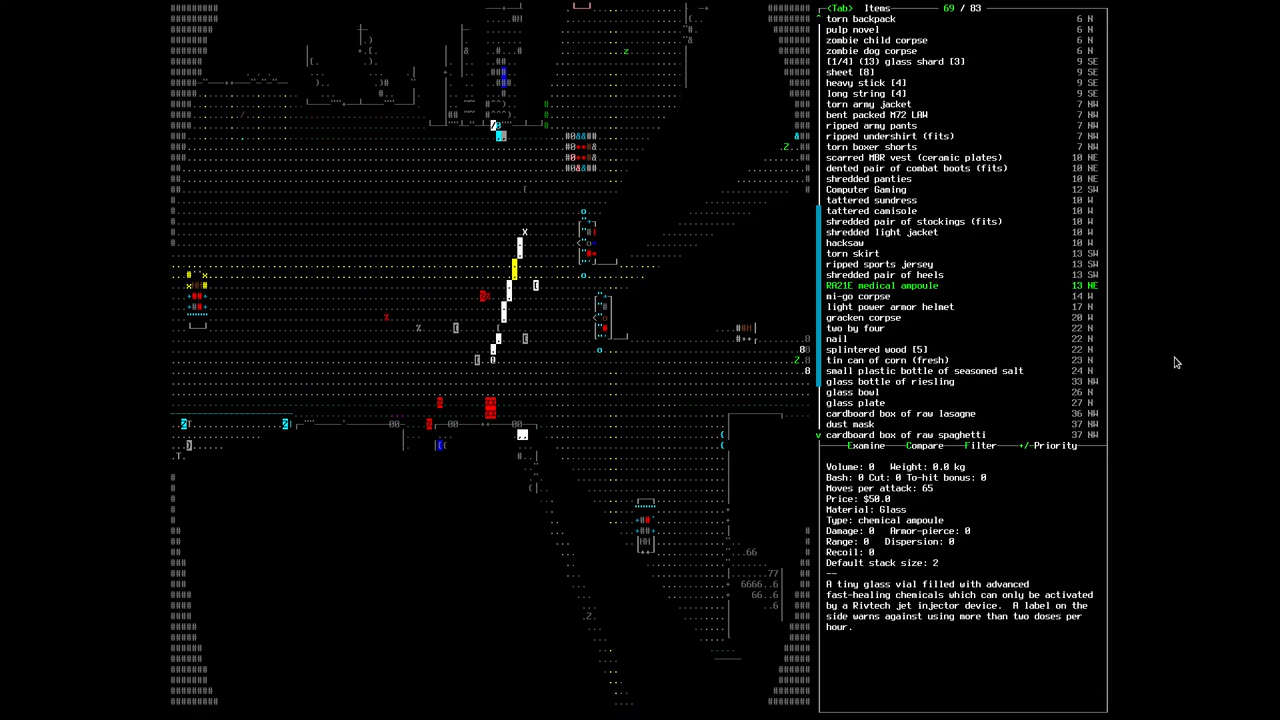 <Tab> Items 69 / 83
torn backpack 6 N
pulp novel 6 N
zombie child corpse 6 N
zombie dog corpse 6 N
[1/4] (13) glass shard [3] 9 SE
sheet [8] 9 SE
heavy stick [4] 9 SE
long string [4] 9 SE
torn army jacket 7 NW
bent packed M72 LAW 7 NW
ripped army pants 7 NW
ripped undershirt (fits) 7 NW
torn boxer shorts 7 NW
scarred MBR vest (ceramic plates) 10 NE
dented pair of combat boots (fits) 10 NE
shredded panties 10 NE
Computer Gaming 12 SW
tattered sundress 10 W
tattered camisole 10 W
shredded pair of stockings (fits) 10 W
shredded light jacket 10 W
hacksaw 10 W
torn skirt 13 SW
ripped sports jersey 13 SW
shredded pair of heels 13 SW
RA21E medical ampoule 13 NE
mi-go corpse 14 W
light power armor helmet 17 N
gracken corpse 20 W
two by four 22 N
nail 22 N
splintered wood [5] 22 N
tin can of corn (fresh) 23 N
small plastic bottle of seasoned salt 24 N
glass bottle of riesling 33 NW
glass bowl 26 N
glass plate 27 N
cardboard box of raw lasagne 36 NW
dust mask 37 NW
cardboard box of raw spaghetti 37 NW
Examine Compare Filter +/-Priority
Volume: 0 Weight: 0.0 kg
Bash: 0 Cut: 0 To-hit bonus: 0
Moves per attack: 65
Price: $50.0
Material: Glass
Type: chemical ampoule
Damage: 0 Armor-pierce: 0
Range: 0 Dispersion: 0
Recoil: 0
Default stack size: 2
--
A tiny glass vial filled with advanced
fast-healing chemicals which can only be activated
by a Rivtech jet injector device. A label on the
side warns against using more than two doses per
hour.